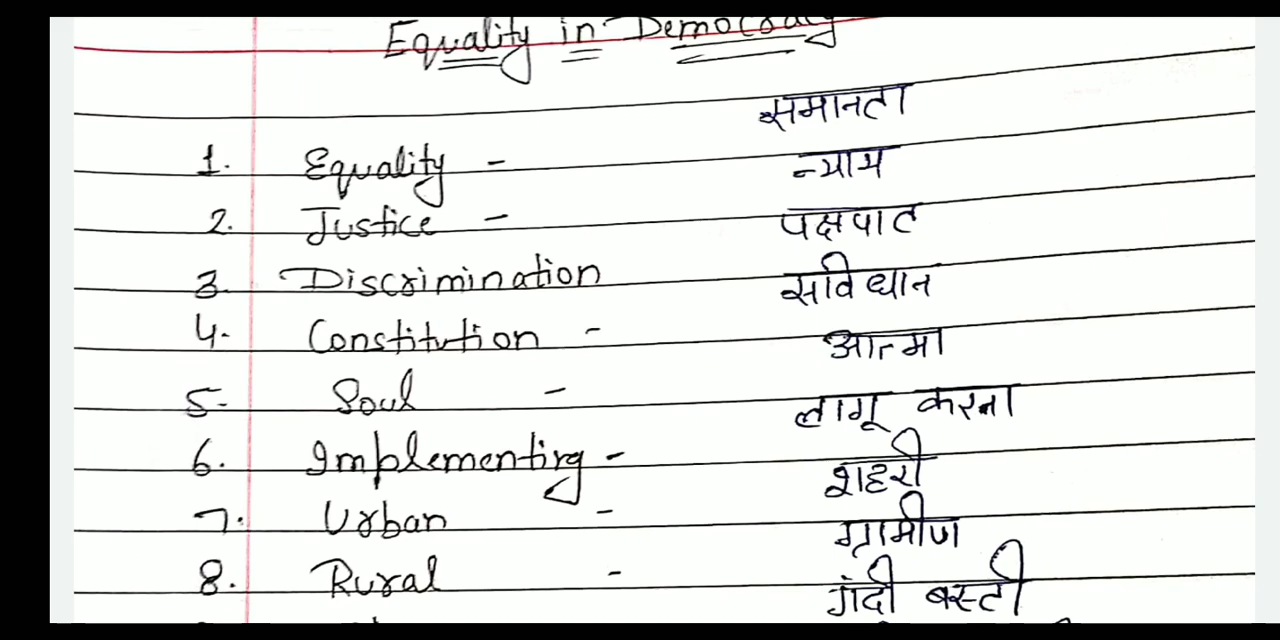 Equality in Democracy
समानता
1. Equality -
न्याय
2. Justice -
पक्षपात
3. Discrimination
सविधान
4. Constitution -
आत्मा
5- Soul -
लागू करना
6. Implementing -
शहरी
7. Urban -
ग्रामीण
8. Rural -
गंदी बस्ती